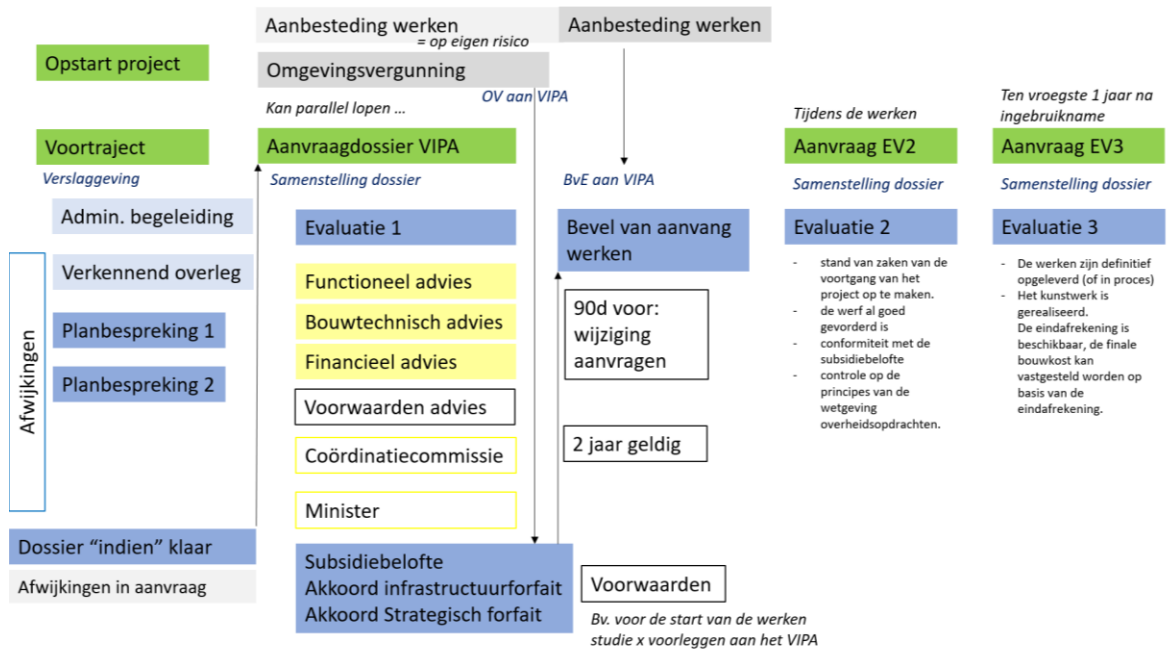 Aanbesteding werken
= op eigen risico
Aanbesteding werken
Opstart project
Omgevingsvergunning
OV aan VIPA
Kan parallel lopen ...
Voortraject
Verslaggeving
Admin. begeleiding
Verkennend overleg
Planbespreking 1
Planbespreking 2
Afwijkingen
Dossier “indien” klaar
Afwijkingen in aanvraag
Aanvraagdossier VIPA
Samenstelling dossier
Evaluatie 1
Functioneel advies
Bouwtechnisch advies
Financieel advies
Voorwaarden advies
Coördinatiecommissie
Minister
Subsidiebelofte
Akkoord infrastructuurforfait
Akkoord Strategisch forfait
BvE aan VIPA
Bevel van aanvang
werken
90d voor:
wijziging
aanvragen
2 jaar geldig
Voorwaarden
Bv. voor de start van de werken
studie x voorleggen aan het VIPA
Tijdens de werken
Aanvraag EV2
Samenstelling dossier
Evaluatie 2
- stand van zaken van de
voortgang van het
project op te maken.
- de werf al goed
gevorderd is
- conformiteit met de
subsidiebelofte
- controle op de
principes van de
wetgeving
overheidsopdrachten.
Ten vroegste 1 jaar na
ingebruikname
Aanvraag EV3
Samenstelling dossier
Evaluatie 3
- De werken zijn definitief
opgeleverd (of in proces)
- Het kunstwerk is
gerealiseerd.
De eindafrekening is
beschikbaar, de finale
bouwkost kan
vastgesteld worden op
basis van de
eindafrekening.